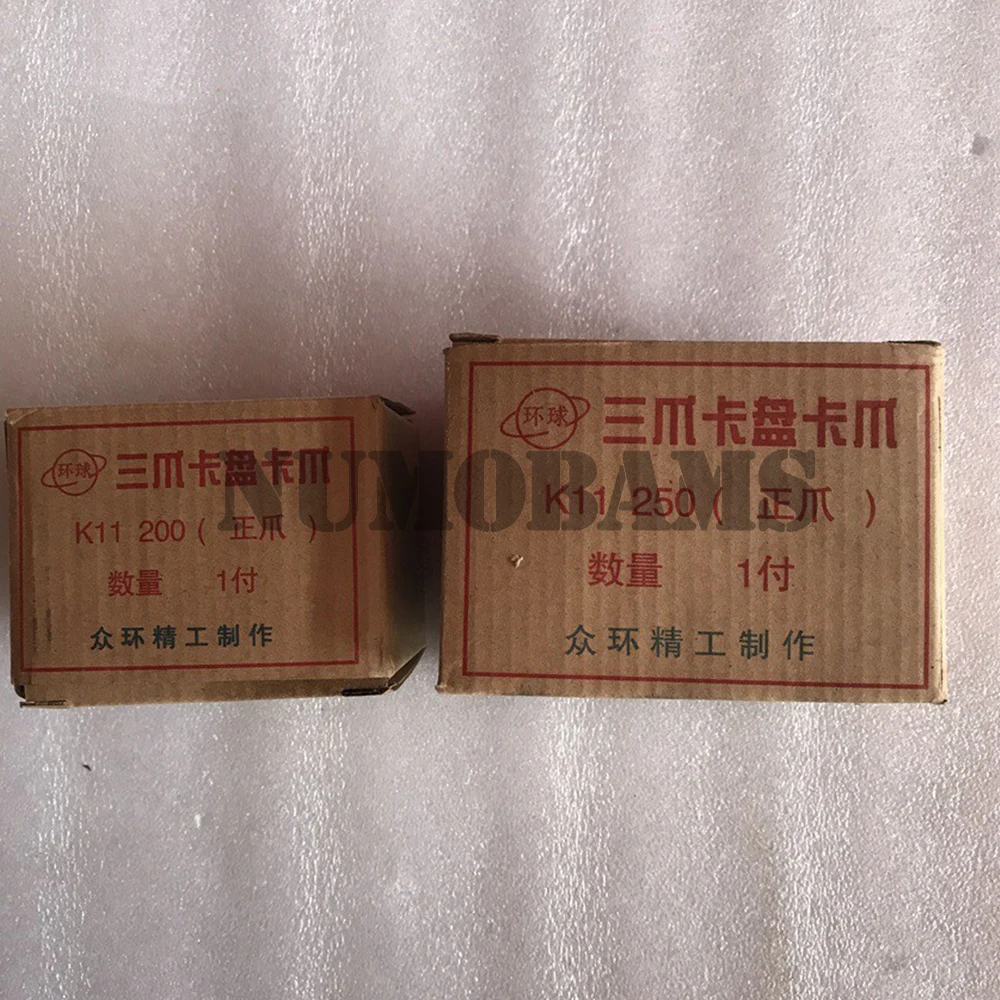 环球 三爪卡盘卡爪
K11 200 ( 正爪 )
数量 1付
众环精工制作
环球 三爪卡盘卡爪
K11 250 ( 正爪 )
数量 1付
众环精工制作
NUMOBAMS